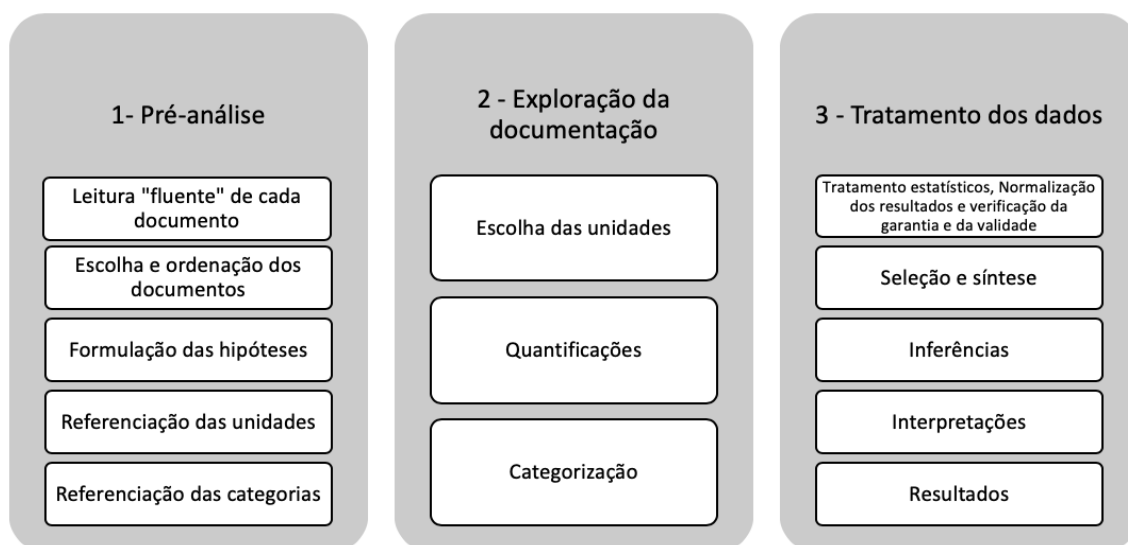 1- Pré-análise
Leitura "fluente" de cada
documento
Escolha e ordenação dos
documentos
Formulação das hipóteses
Referenciação das unidades
Referenciação das categorias
2 - Exploração da
documentação
Escolha das unidades
Quantificações
Categorização
3 - Tratamento dos dados
Tratamento estatísticos, Normalização
dos resultados e verificação da
garantia e da validade
Seleção e síntese
Inferências
Interpretações
Resultados